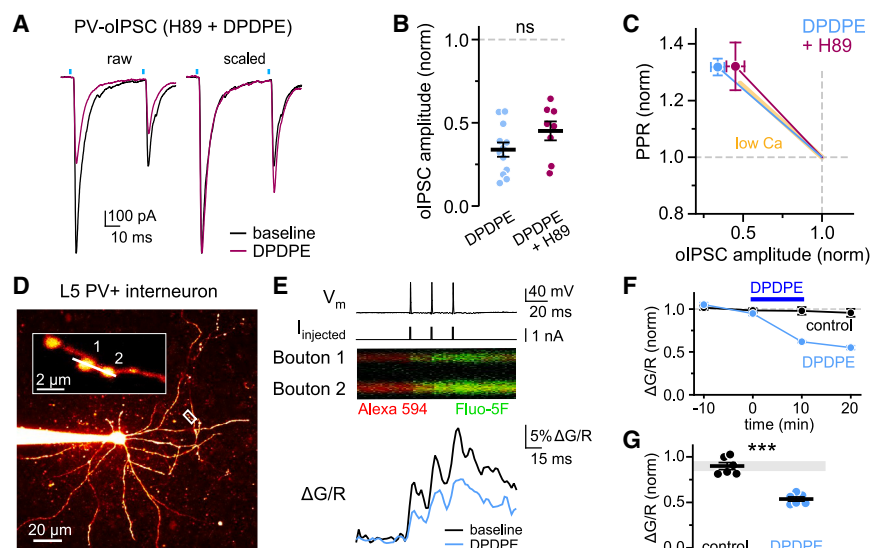 A
PV-oIPSC (H89 + DPDPE)
raw
scaled
100 pA
10 ms
baseline
DPDPE
B
ns
oIPSC amplitude (norm)
1.0
0.5
0.0
DPDPE
DPDPE
+ H89
C
DPDPE
+ H89
PPR (norm)
1.4
1.2
1.0
0.8
low Ca
0.5
1.0
oIPSC amplitude (norm)
D
L5 PV+ interneuron
1
2
2 µm
20 µm
E
Vm
40 mV
20 ms
Iinjected
1 nA
Bouton 1
Bouton 2
Alexa 594
Fluo-5F
5% ΔG/R
15 ms
ΔG/R
baseline
DPDPE
F
DPDPE
ΔG/R (norm)
1.0
0.5
0.0
control
DPDPE
-10
0
10
20
time (min)
G
***
ΔG/R (norm)
1.0
0.5
0.0
control
DPDPE